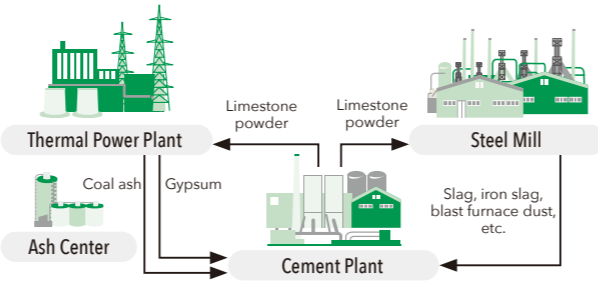 Limestone
powder
Limestone
powder
Thermal Power Plant
Steel Mill
Coal ash
Gypsum
Slag, iron slag,
blast furnace dust,
etc.
Ash Center
Cement Plant